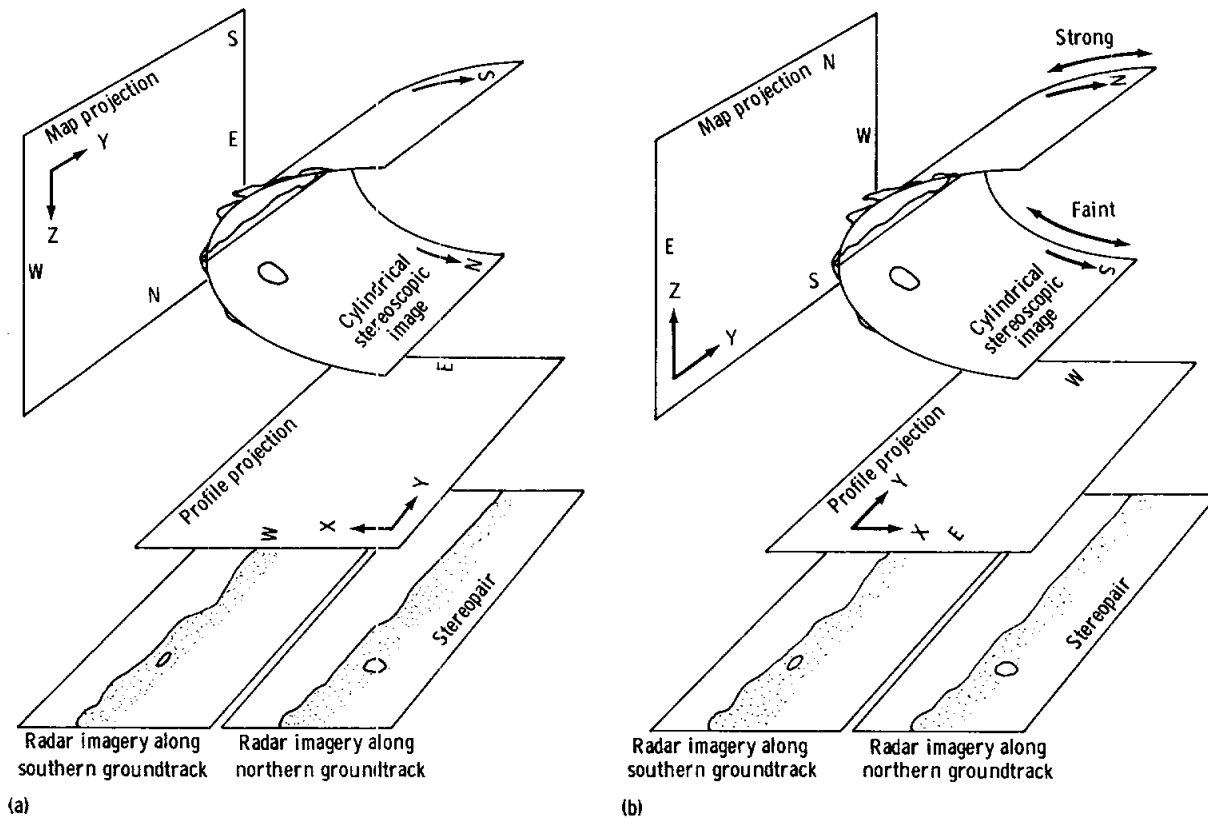 S
Map projection
Y
E
Z
W
N
S
Cylindrical
stereoscopic
image
N
E
Profile projection
Y
X
W
Stereopair
Radar imagery along
southern groundtrack
Radar imagery along
northern groundtrack
(a)
Strong
N
Map projection
N
W
Faint
E
S
Z
Y
Cylindrical
stereoscopic
image
S
W
Profile projection
Y
X
E
Stereopair
Radar imagery along
southern groundtrack
Radar imagery along
northern groundtrack
(b)